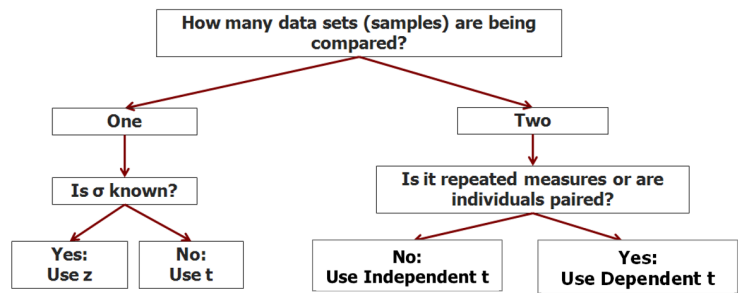 How many data sets (samples) are being
compared?
One
Two
Is σ known?
Is it repeated measures or are
individuals paired?
Yes:
Use z
No:
Use t
No:
Use Independent t
Yes:
Use Dependent t